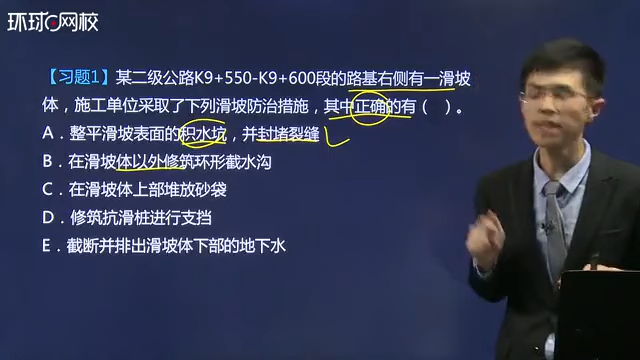 环球网校
【习题1】某二级公路K9+550-K9+600段的路基右侧有一滑坡
体，施工单位采取了下列滑坡防治措施，其中正确的有（ ）。
A．整平滑坡表面的积水坑，并封堵裂缝
B．在滑坡体以外修筑环形截水沟
C．在滑坡体上部堆放砂袋
D．修筑抗滑桩进行支挡
E．截断并排出滑坡体下部的地下水